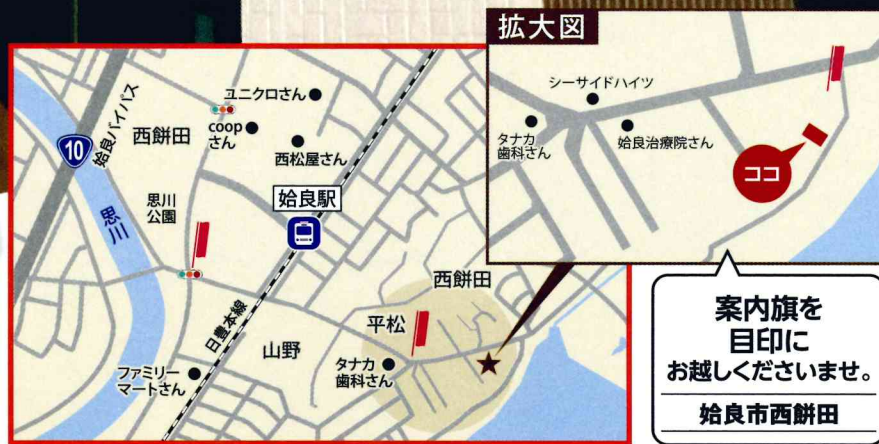 拡大図
シーサイドハイツ
タナカ
歯科さん
姶良治療院さん
ココ
ユニクロさん
coop
さん
西松屋さん
西餅田
10
姶良バイパス
思川
公園
思川
姶良駅
西餅田
平松
日豊本線
山野
タナカ
歯科さん
ファミリー
マートさん
案内旗を
目印に
お越しくださいませ。
姶良市西餅田